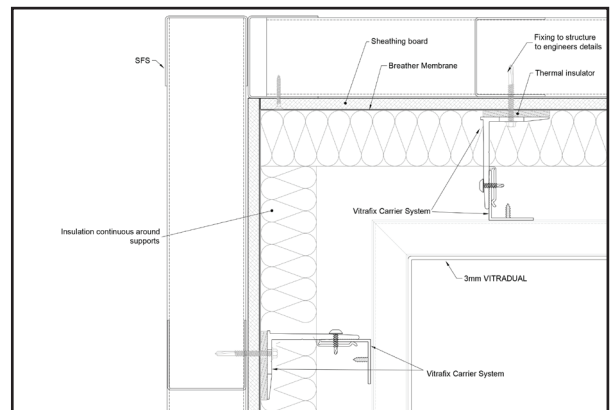 Fixing to structure
to engineers details
Sheathing board
SFS
Breather Membrane
Thermal insulator
Vitrafix Carrier System
Insulation continuous around
supports
3mm VITRADUAL
Vitrafix Carrier System